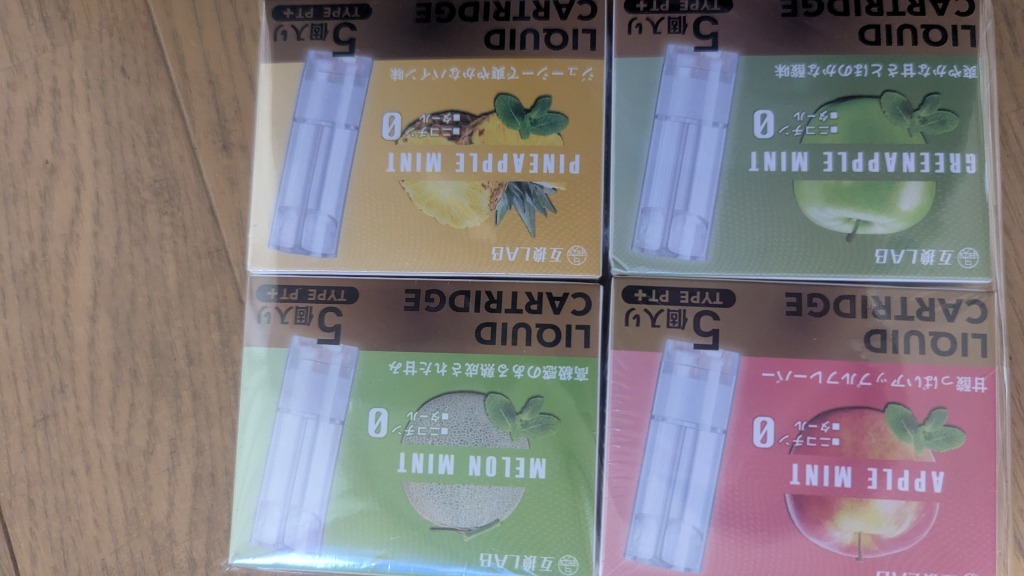 互換LAB
APPLE MINT
■ニコチン
■タール
0
甘酸っぱいアップルフレーバー
LIQUID
CARTRIDGE
5個入り
TYPE PT+
互換LAB
MELON MINT
■ニコチン
■タール
0
高級感のある熟成された甘み
LIQUID
CARTRIDGE
5個入り
TYPE PT+
互換LAB
GREENAPPLE MINT
■ニコチン
■タール
0
爽やかな甘さとほのかな酸味
LIQUID
CARTRIDGE
5個入り
TYPE PT+
互換LAB
PINEAPPLE MINT
■ニコチン
■タール
0
ジューシーで爽やかなパイン味
LIQUID
CARTRIDGE
5個入り
TYPE PT+